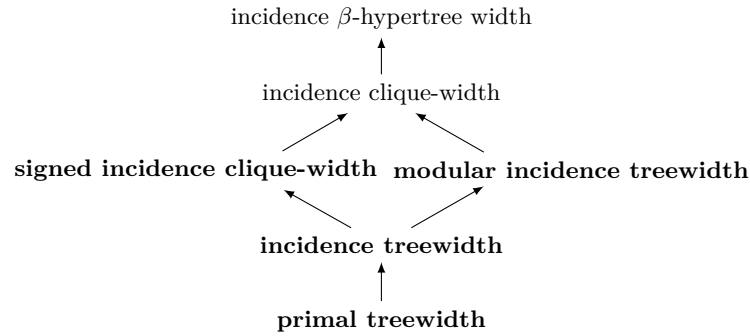 incidence β-hypertree width
incidence clique-width
signed incidence clique-width modular incidence treewidth
incidence treewidth
primal treewidth